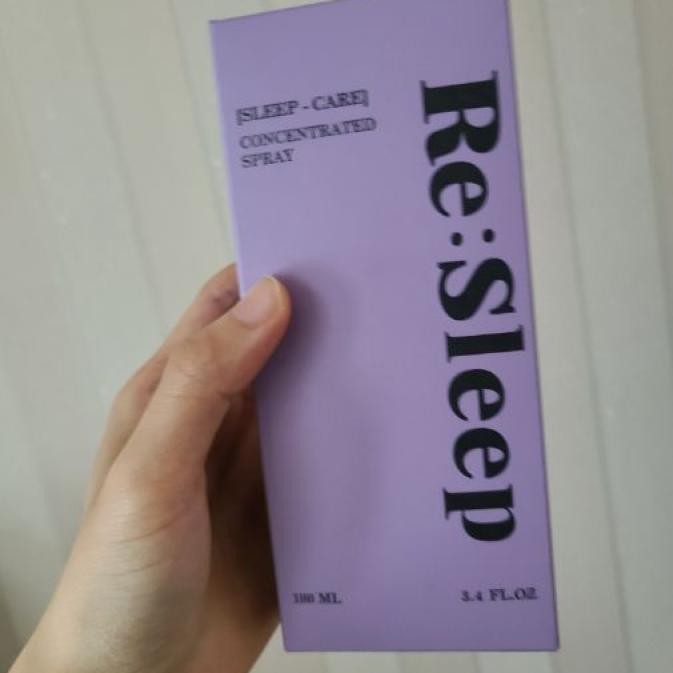 [SLEEP - CARE]
CONCENTRATED
SPRAY
Re:Sleep
100 ML
3.4 FL.OZ